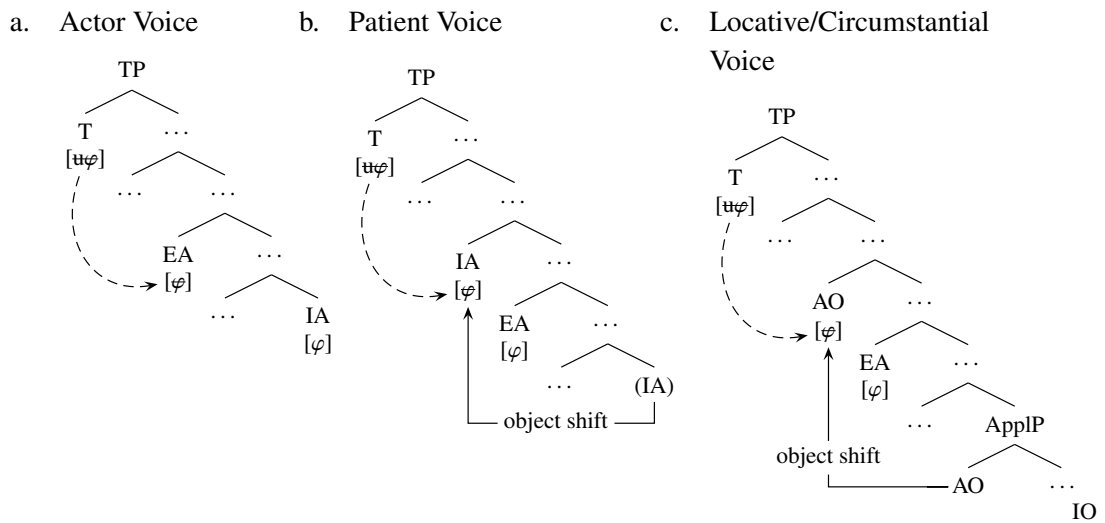 a. Actor Voice
TP
T
[uφ]
...
...
...
EA
[φ]
...
...
IA
[φ]
b. Patient Voice
TP
T
[uφ]
...
...
...
IA
[φ]
...
EA
[φ]
...
...
(IA)
object shift
c. Locative/Circumstantial
Voice
TP
T
[uφ]
...
...
...
AO
[φ]
...
EA
[φ]
...
...
ApplP
object shift
AO
...
IO